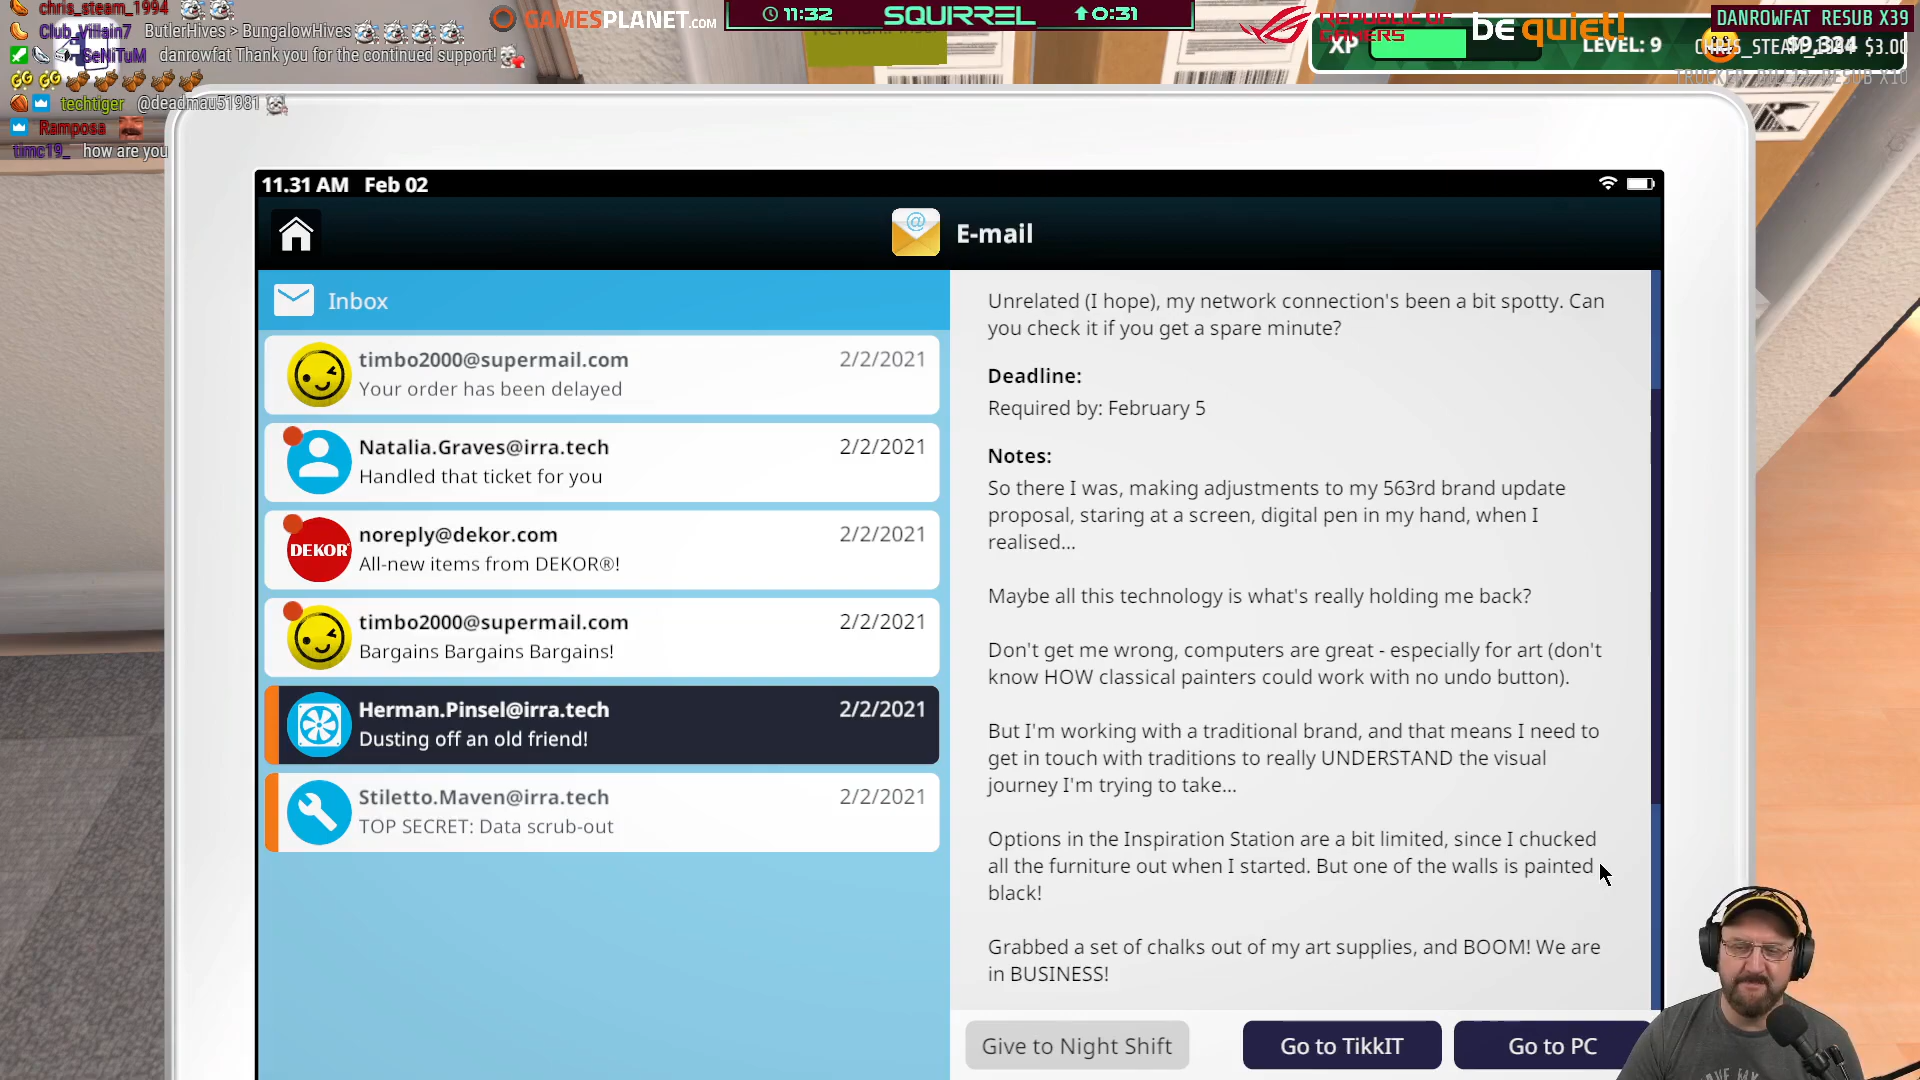 chris_steam_1994
Club_Villain7 ButlerHives > BungalowHives
SeNiTuM danrowfat Thank you for the continued support!
techtiger @deadmau51981
Ramposa
timc19_ how are you
GAMESPLANET.COM
11:32 SQUIRREL 0:31
REPUBLIC OF GAMERS
be quiet!
XP LEVEL: 9 $9,324
DANROWFAT RESUB X39
CHRIS_STEAM_1994 $3.00
11.31 AM Feb 02
E-mail
Inbox
timbo2000@supermail.com 2/2/2021
Your order has been delayed
Natalia.Graves@irra.tech 2/2/2021
Handled that ticket for you
DEKOR
noreply@dekor.com 2/2/2021
All-new items from DEKOR®!
timbo2000@supermail.com 2/2/2021
Bargains Bargains Bargains!
Herman.Pinsel@irra.tech 2/2/2021
Dusting off an old friend!
Stiletto.Maven@irra.tech 2/2/2021
TOP SECRET: Data scrub-out
Unrelated (I hope), my network connection's been a bit spotty. Can
you check it if you get a spare minute?
Deadline:
Required by: February 5
Notes:
So there I was, making adjustments to my 563rd brand update
proposal, staring at a screen, digital pen in my hand, when I
realised...
Maybe all this technology is what's really holding me back?
Don't get me wrong, computers are great - especially for art (don't
know HOW classical painters could work with no undo button).
But I'm working with a traditional brand, and that means I need to
get in touch with traditions to really UNDERSTAND the visual
journey I'm trying to take...
Options in the Inspiration Station are a bit limited, since I chucked
all the furniture out when I started. But one of the walls is painted
black!
Grabbed a set of chalks out of my art supplies, and BOOM! We are
in BUSINESS!
Give to Night Shift
Go to TikkIT
Go to PC